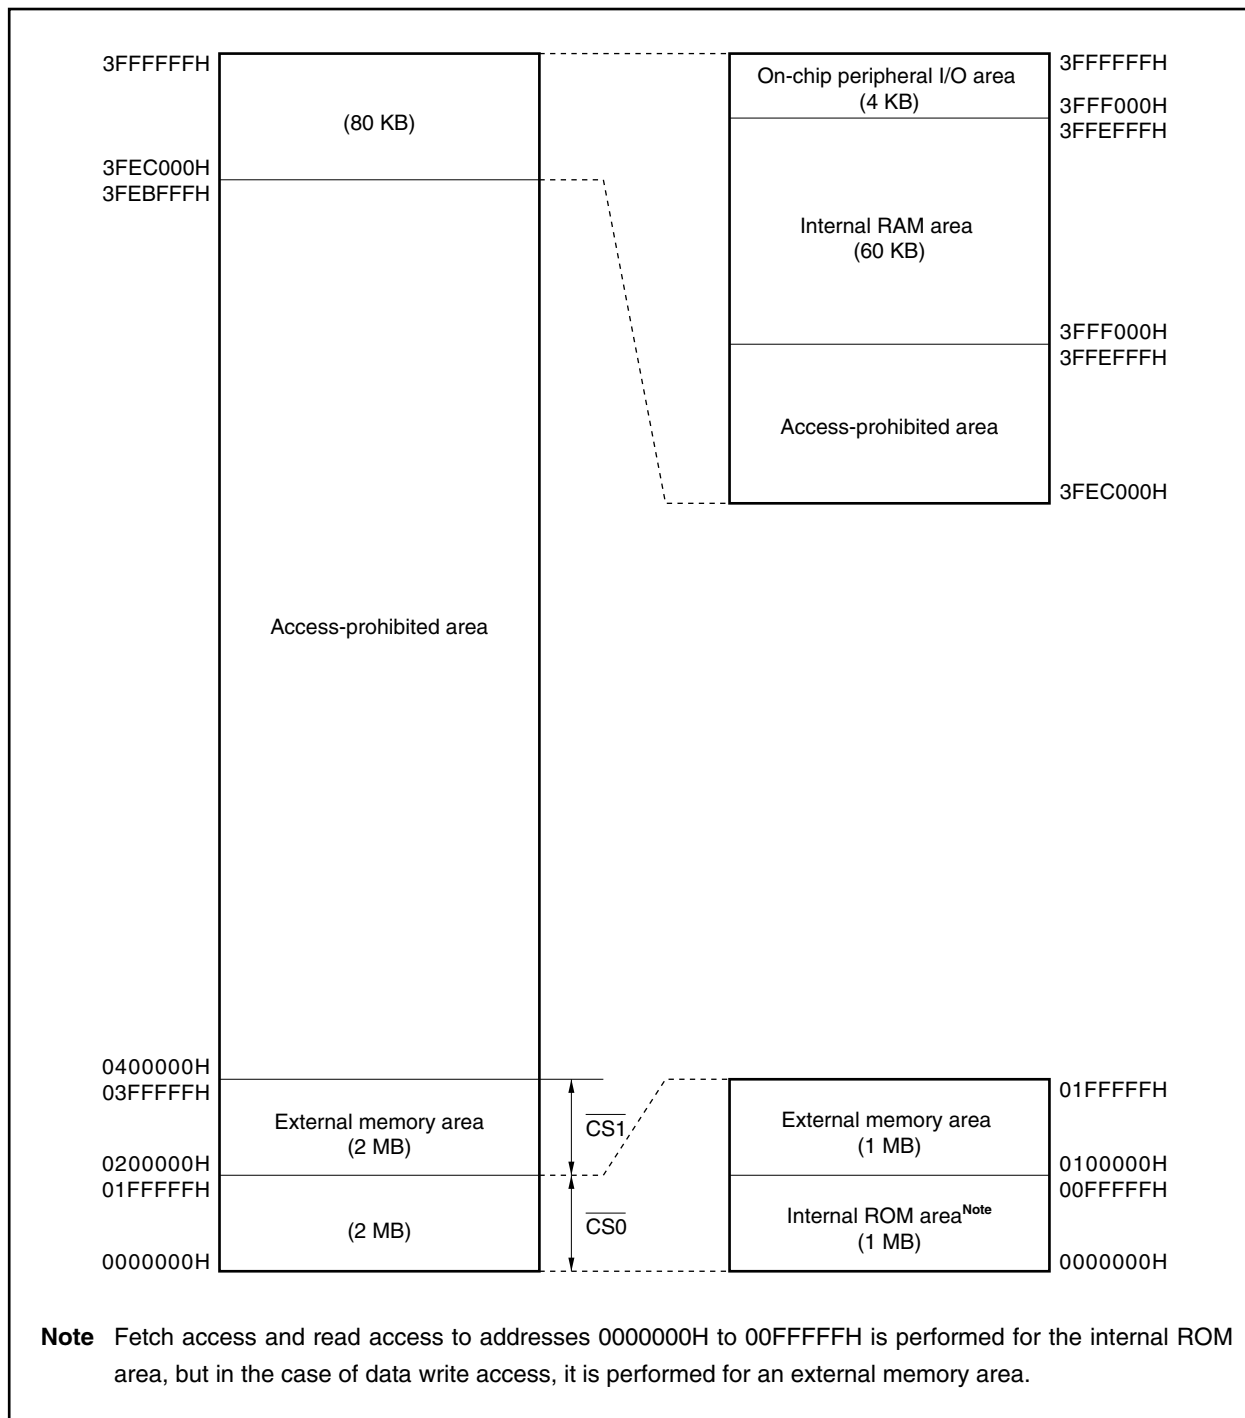 3FFFFFFH
(80 KB)
3FEC000H
3FEBFFFH
Access-prohibited area
0400000H
03FFFFFH
External memory area
(2 MB)
0200000H
01FFFFFH
(2 MB)
0000000H
CS1
CS0
On-chip peripheral I/O area
(4 KB)
3FFFFFFH
3FFF000H
3FFEFFFH
Internal RAM area
(60 KB)
3FFF000H
3FFEFFFH
Access-prohibited area
3FEC000H
External memory area
(1 MB)
01FFFFFH
0100000H
00FFFFFH
Internal ROM area Note
(1 MB)
0000000H
Note Fetch access and read access to addresses 0000000H to 00FFFFFH is performed for the internal ROM
area, but in the case of data write access, it is performed for an external memory area.